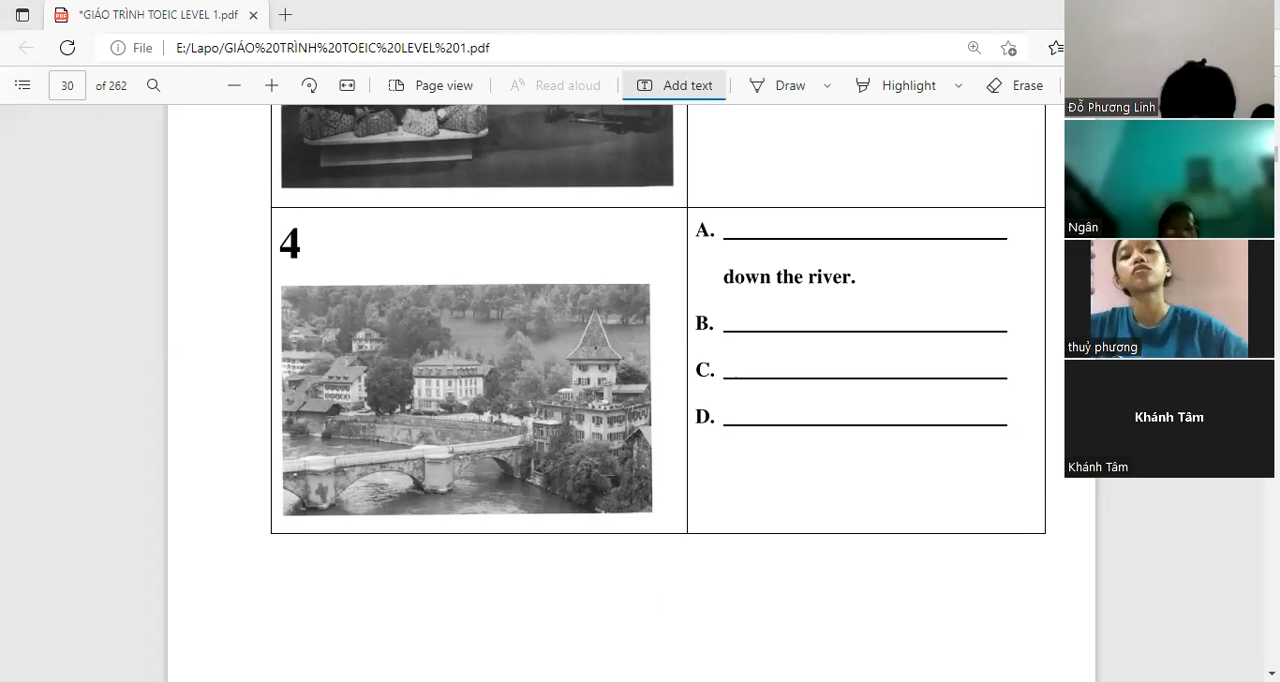 *GIÁO TRÌNH TOEIC LEVEL 1.pdf
File E:/Lapo/GIÁO%20TRÌNH%20TOEIC%20LEVEL%201.pdf
30 of 262 Page view Read aloud Add text Draw Highlight Erase
4
A.
down the river.
B.
C.
D.
Đỗ Phương Linh
Ngân
thuỷ phương
Khánh Tâm
Khánh Tâm